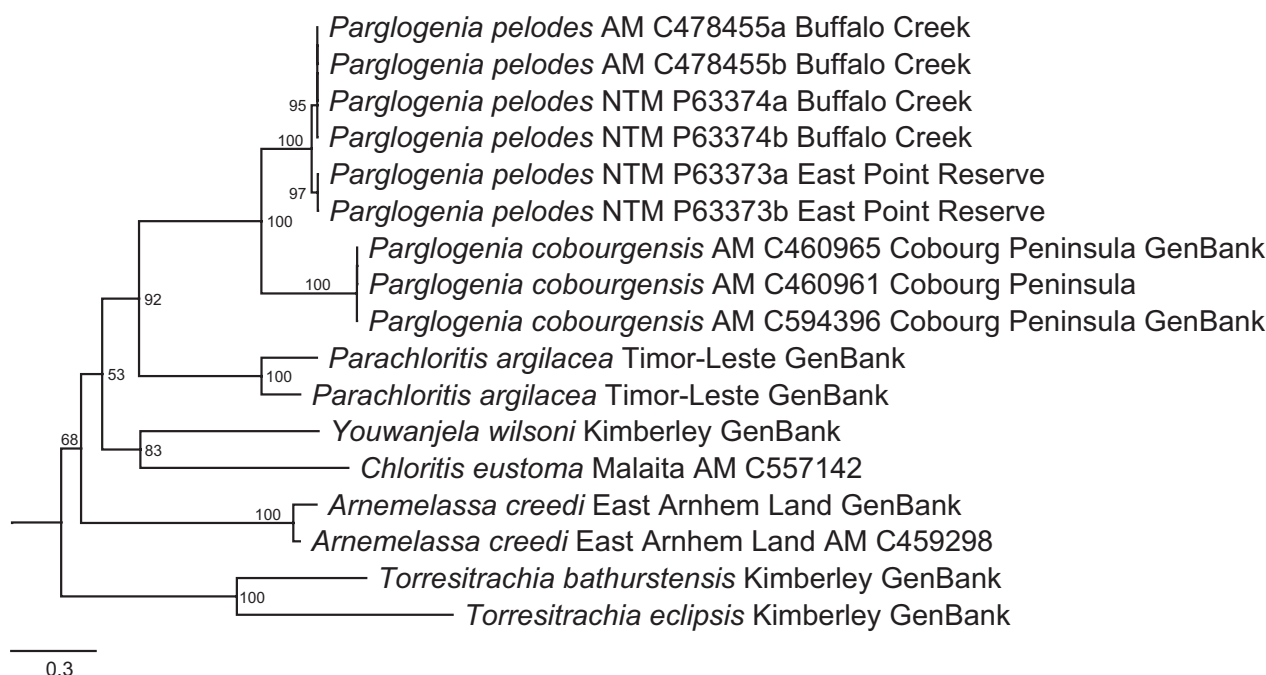 Parglogenia pelodes AM C478455a Buffalo Creek
Parglogenia pelodes AM C478455b Buffalo Creek
95
Parglogenia pelodes NTM P63374a Buffalo Creek
100
Parglogenia pelodes NTM P63374b Buffalo Creek
Parglogenia pelodes NTM P63373a East Point Reserve
97
Parglogenia pelodes NTM P63373b East Point Reserve
100
Parglogenia cobourgensis AM C460965 Cobourg Peninsula GenBank
100
Parglogenia cobourgensis AM C460961 Cobourg Peninsula
92
Parglogenia cobourgensis AM C594396 Cobourg Peninsula GenBank
Parachloritis argilacea Timor-Leste GenBank
53
100
Parachloritis argilacea Timor-Leste GenBank
Youwanjela wilsoni Kimberley GenBank
68
83
Chloritis eustoma Malaita AM C557142
Arnemelassa creedi East Arnhem Land GenBank
100
Arnemelassa creedi East Arnhem Land AM C459298
Torresitrachia bathurstensis Kimberley GenBank
100
Torresitrachia eclipsis Kimberley GenBank
0.3